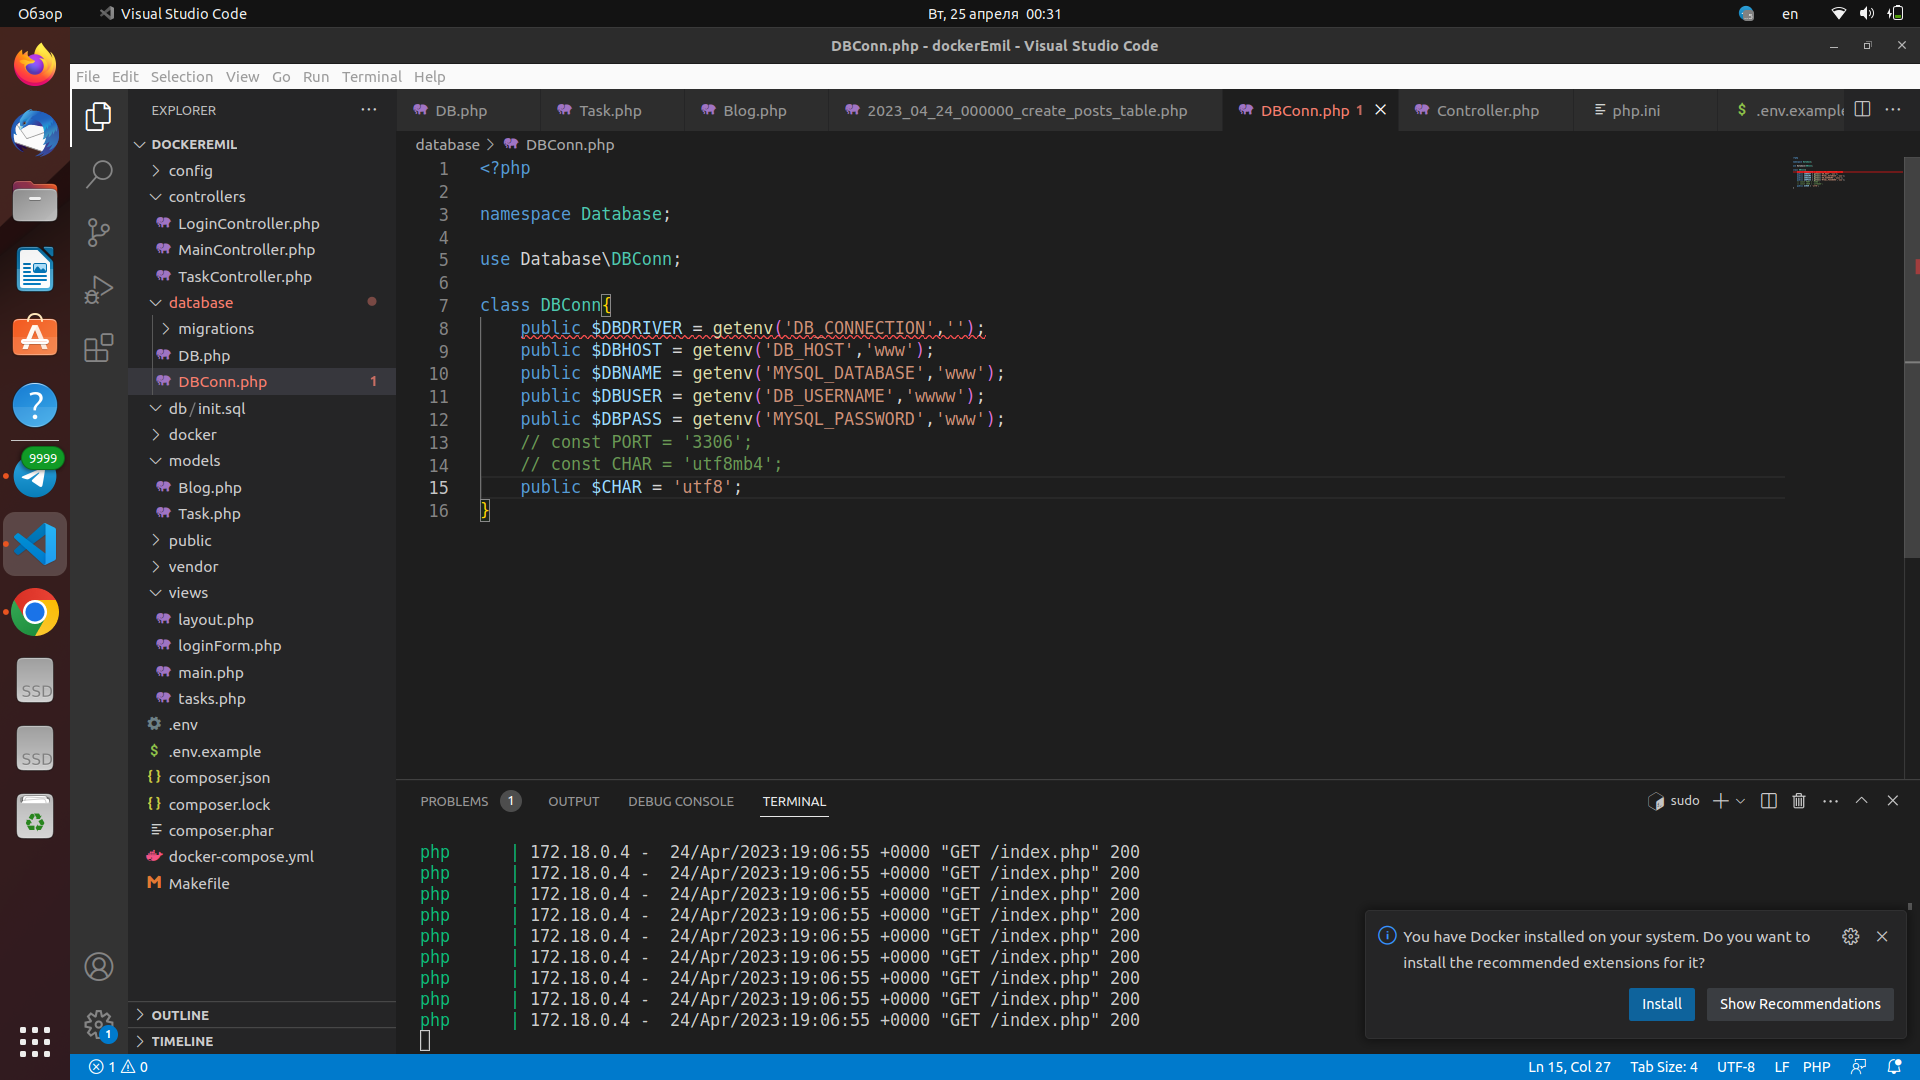 Обзор
Visual Studio Code
Вт, 25 апреля 00:31
en
DBConn.php - dockerEmil - Visual Studio Code
File Edit Selection View Go Run Terminal Help
EXPLORER
DB.php
Task.php
Blog.php
2023_04_24_000000_create_posts_table.php
DBConn.php 1
Controller.php
php.ini
.env.example
DOCKEREMIL
config
controllers
LoginController.php
MainController.php
TaskController.php
database
migrations
DB.php
DBConn.php 1
db/init.sql
docker
models
Blog.php
Task.php
public
vendor
views
layout.php
loginForm.php
main.php
tasks.php
.env
.env.example
composer.json
composer.lock
composer.phar
docker-compose.yml
Makefile
OUTLINE
TIMELINE
9999
SSD
SSD
1
database > DBConn.php
1 <?php
2
3 namespace Database;
4
5 use Database\DBConn;
6
7 class DBConn{
8 public $DBDRIVER = getenv('DB_CONNECTION','');
9 public $DBHOST = getenv('DB_HOST','www');
10 public $DBNAME = getenv('MYSQL_DATABASE','www');
11 public $DBUSER = getenv('DB_USERNAME','wwww');
12 public $DBPASS = getenv('MYSQL_PASSWORD','www');
13 // const PORT = '3306';
14 // const CHAR = 'utf8mb4';
15 public $CHAR = 'utf8';
16 }
PROBLEMS 1 OUTPUT DEBUG CONSOLE TERMINAL
sudo
php | 172.18.0.4 - 24/Apr/2023:19:06:55 +0000 "GET /index.php" 200
php | 172.18.0.4 - 24/Apr/2023:19:06:55 +0000 "GET /index.php" 200
php | 172.18.0.4 - 24/Apr/2023:19:06:55 +0000 "GET /index.php" 200
php | 172.18.0.4 - 24/Apr/2023:19:06:55 +0000 "GET /index.php" 200
php | 172.18.0.4 - 24/Apr/2023:19:06:55 +0000 "GET /index.php" 200
php | 172.18.0.4 - 24/Apr/2023:19:06:55 +0000 "GET /index.php" 200
php | 172.18.0.4 - 24/Apr/2023:19:06:55 +0000 "GET /index.php" 200
php | 172.18.0.4 - 24/Apr/2023:19:06:55 +0000 "GET /index.php" 200
php | 172.18.0.4 - 24/Apr/2023:19:06:55 +0000 "GET /index.php" 200
You have Docker installed on your system. Do you want to
install the recommended extensions for it?
Install
Show Recommendations
1 0
Ln 15, Col 27
Tab Size: 4
UTF-8
LF
PHP